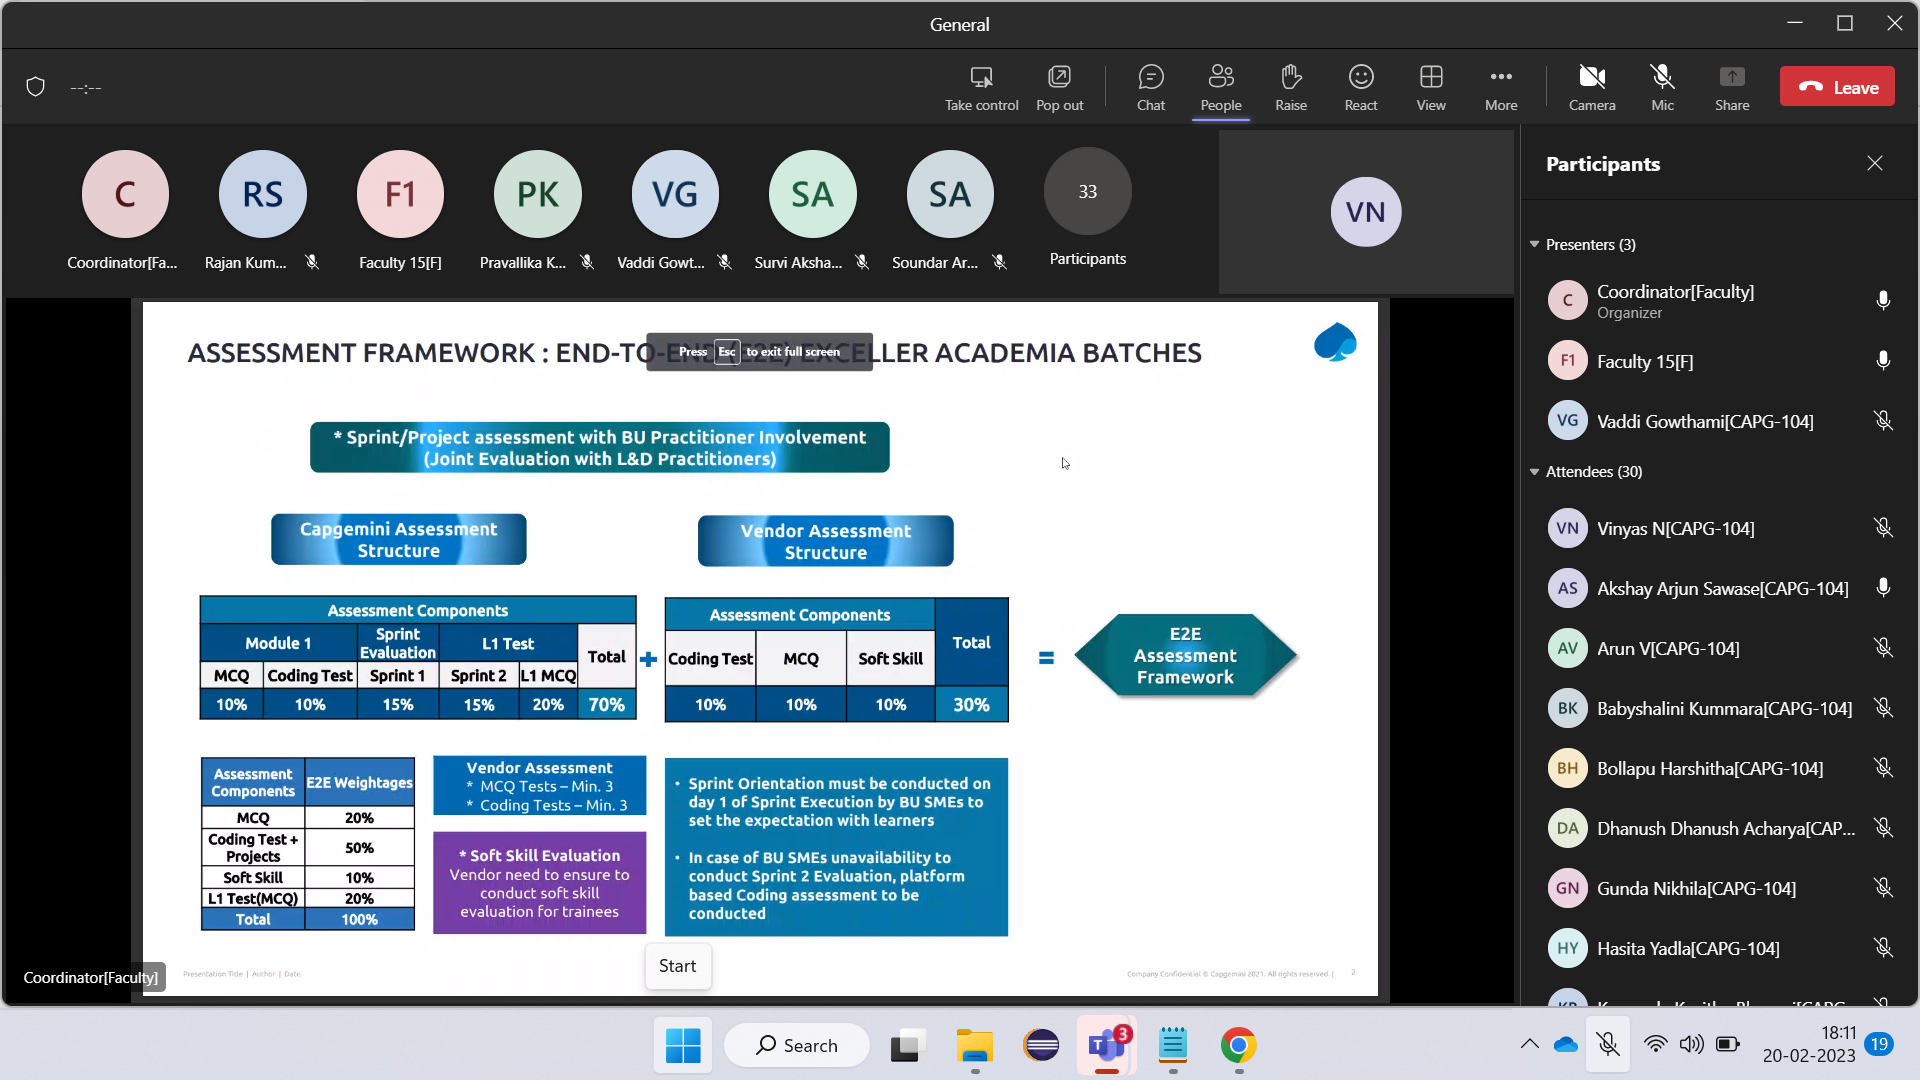 General
--:--
Take control
Pop out
Chat
People
Raise
React
View
More
Camera
Mic
Share
Leave
C
RS
F1
PK
VG
SA
SA
33
Coordinator[Fa...
Rajan Kum...
Faculty 15[F]
Pravallika K...
Vaddi Gowt...
Survi Aksha...
Soundar Ar...
Participants
VN
Participants
Presenters (3)
C
Coordinator[Faculty]
Organizer
F1
Faculty 15[F]
VG
Vaddi Gowthami[CAPG-104]
Attendees (30)
VN
Vinyas N[CAPG-104]
AS
Akshay Arjun Sawase[CAPG-104]
AV
Arun V[CAPG-104]
BK
Babyshalini Kummara[CAPG-104]
BH
Bollapu Harshitha[CAPG-104]
DA
Dhanush Dhanush Acharya[CAP...
GN
Gunda Nikhila[CAPG-104]
HY
Hasita Yadla[CAPG-104]
ASSESSMENT FRAMEWORK : END-TO-END (E2E) EXCELLER ACADEMIA BATCHES
Press Esc to exit full screen
* Sprint/Project assessment with BU Practitioner Involvement
(Joint Evaluation with L&D Practitioners)
Capgemini Assessment
Structure
Vendor Assessment
Structure
Assessment Components
Module 1
Sprint
Evaluation
L1 Test
Total
MCQ
Coding Test
Sprint 1
Sprint 2
L1 MCQ
10%
10%
15%
15%
20%
70%
+
Assessment Components
Total
Coding Test
MCQ
Soft Skill
10%
10%
10%
30%
=
E2E
Assessment
Framework
Assessment
Components
E2E Weightages
MCQ
20%
Coding Test +
Projects
50%
Soft Skill
10%
L1 Test(MCQ)
20%
Total
100%
Vendor Assessment
* MCQ Tests – Min. 3
* Coding Tests – Min. 3
* Soft Skill Evaluation
Vendor need to ensure to
conduct soft skill
evaluation for trainees
• Sprint Orientation must be conducted on
day 1 of Sprint Execution by BU SMEs to
set the expectation with learners
• In case of BU SMEs unavailability to
conduct Sprint 2 Evaluation, platform
based Coding assessment to be
conducted
Coordinator[Faculty]
Presentation Title | Author | Date
Start
Company Confidential © Capgemini 2021. All rights reserved |
2
Search
T
3
18:11
20-02-2023
19